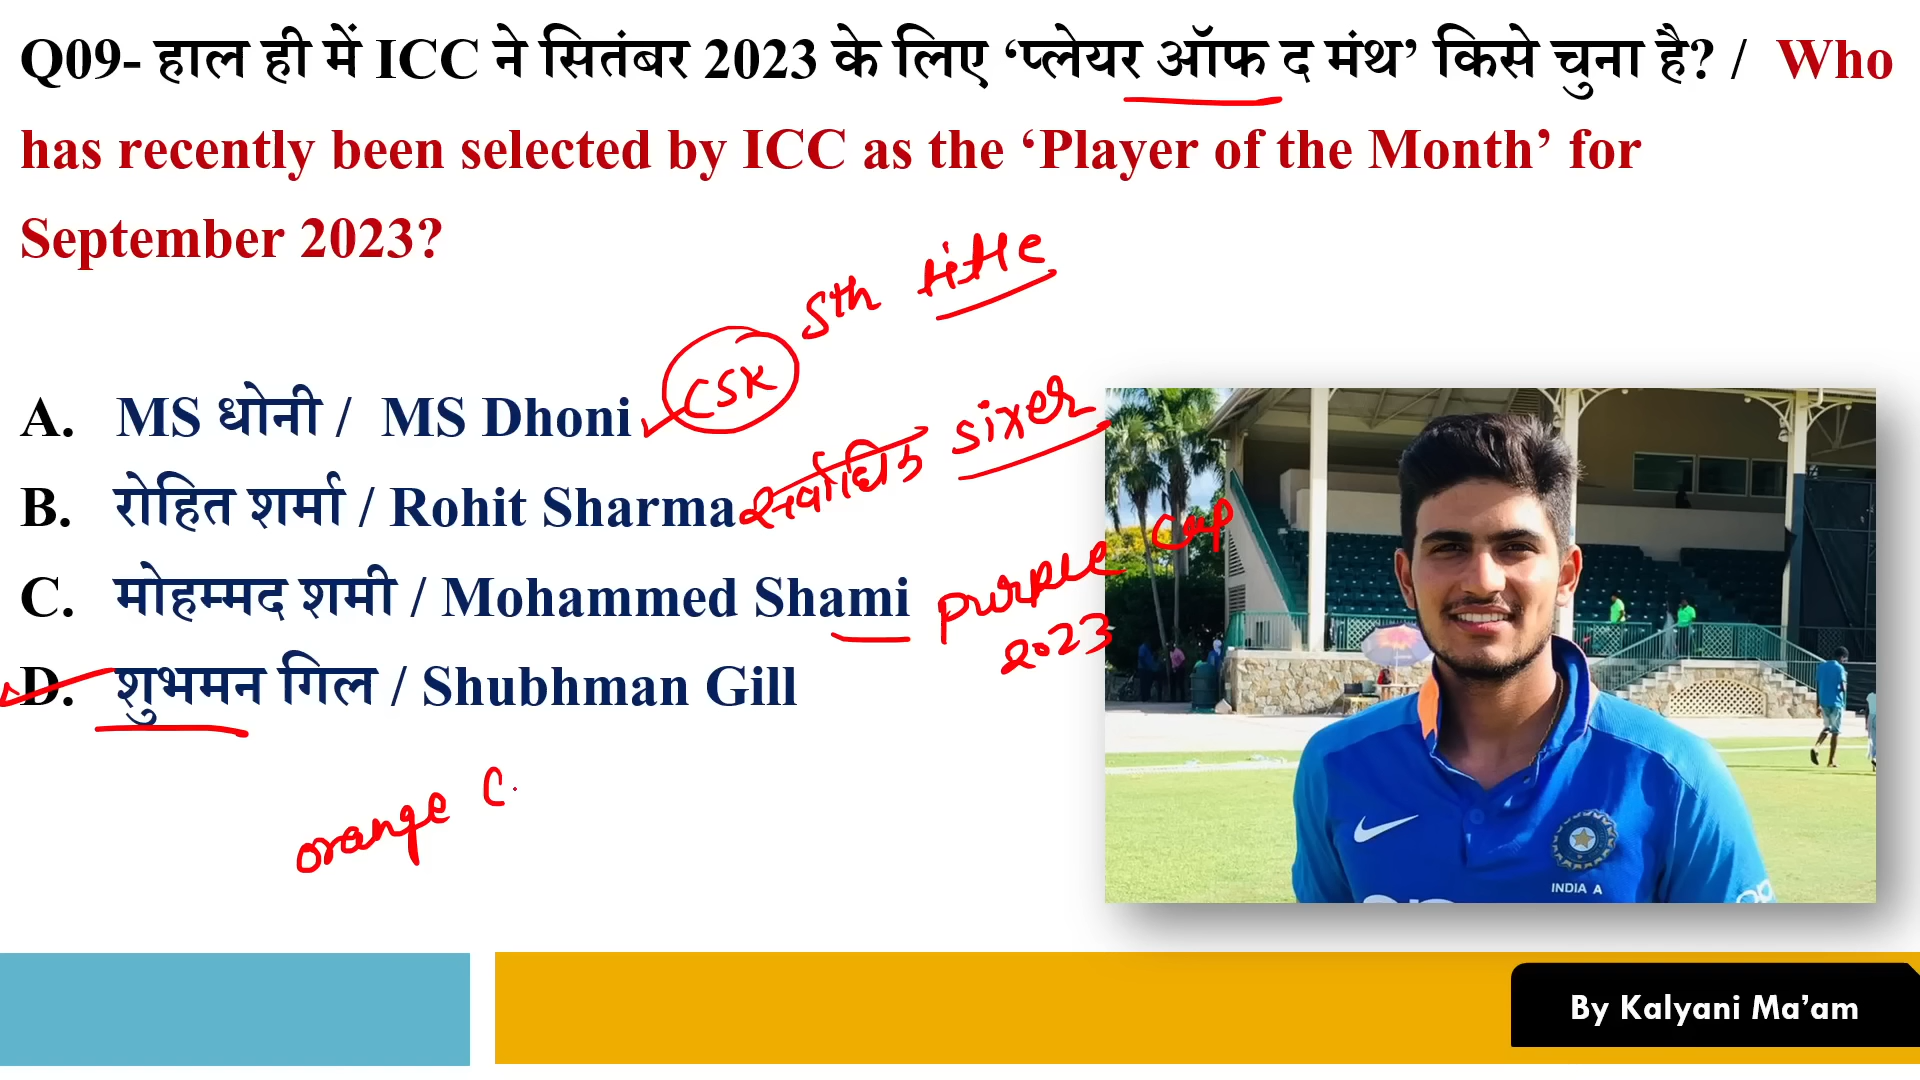 Q09- हाल ही में ICC ने सितंबर 2023 के लिए ‘प्लेयर ऑफ द मंथ’ किसे चुना है? / Who
has recently been selected by ICC as the ‘Player of the Month’ for
September 2023?
5th title
CSK
A. MS धोनी / MS Dhoni
सर्वाधिक sixer
B. रोहित शर्मा / Rohit Sharma
C. मोहम्मद शमी / Mohammed Shami
Purple cap
2023
D. शुभमन गिल / Shubhman Gill
orange C
INDIA A
By Kalyani Ma’am